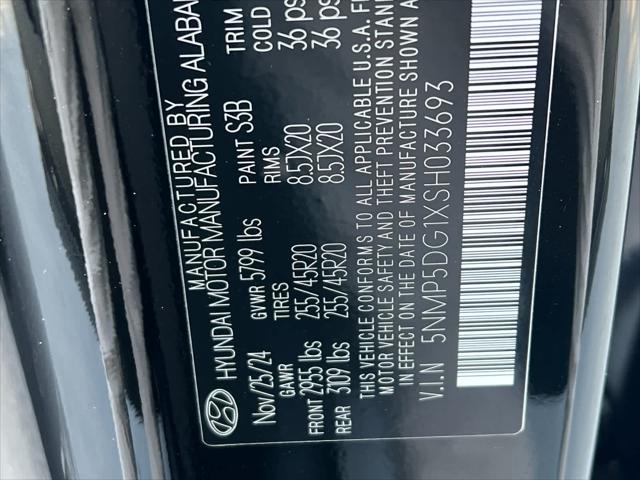 MANUFACTURED BY
HYUNDAI MOTOR MANUFACTURING ALABA
Nov/25/24 GVWR 5799 lbs PAINT S3B TRIM
GAWR TIRES RIMS COLD
FRONT 2955 lbs 255/45R20 8.5JX20 36 ps
REAR 3109 lbs 255/45R20 8.5JX20 36 ps
THIS VEHICLE CONFORMS TO ALL APPLICABLE U.S.A. F
MOTOR VEHICLE SAFETY AND THEFT PREVENTION STAN
IN EFFECT ON THE DATE OF MANUFACTURE SHOWN A
V.I.N 5NMP5DG1XSH033693